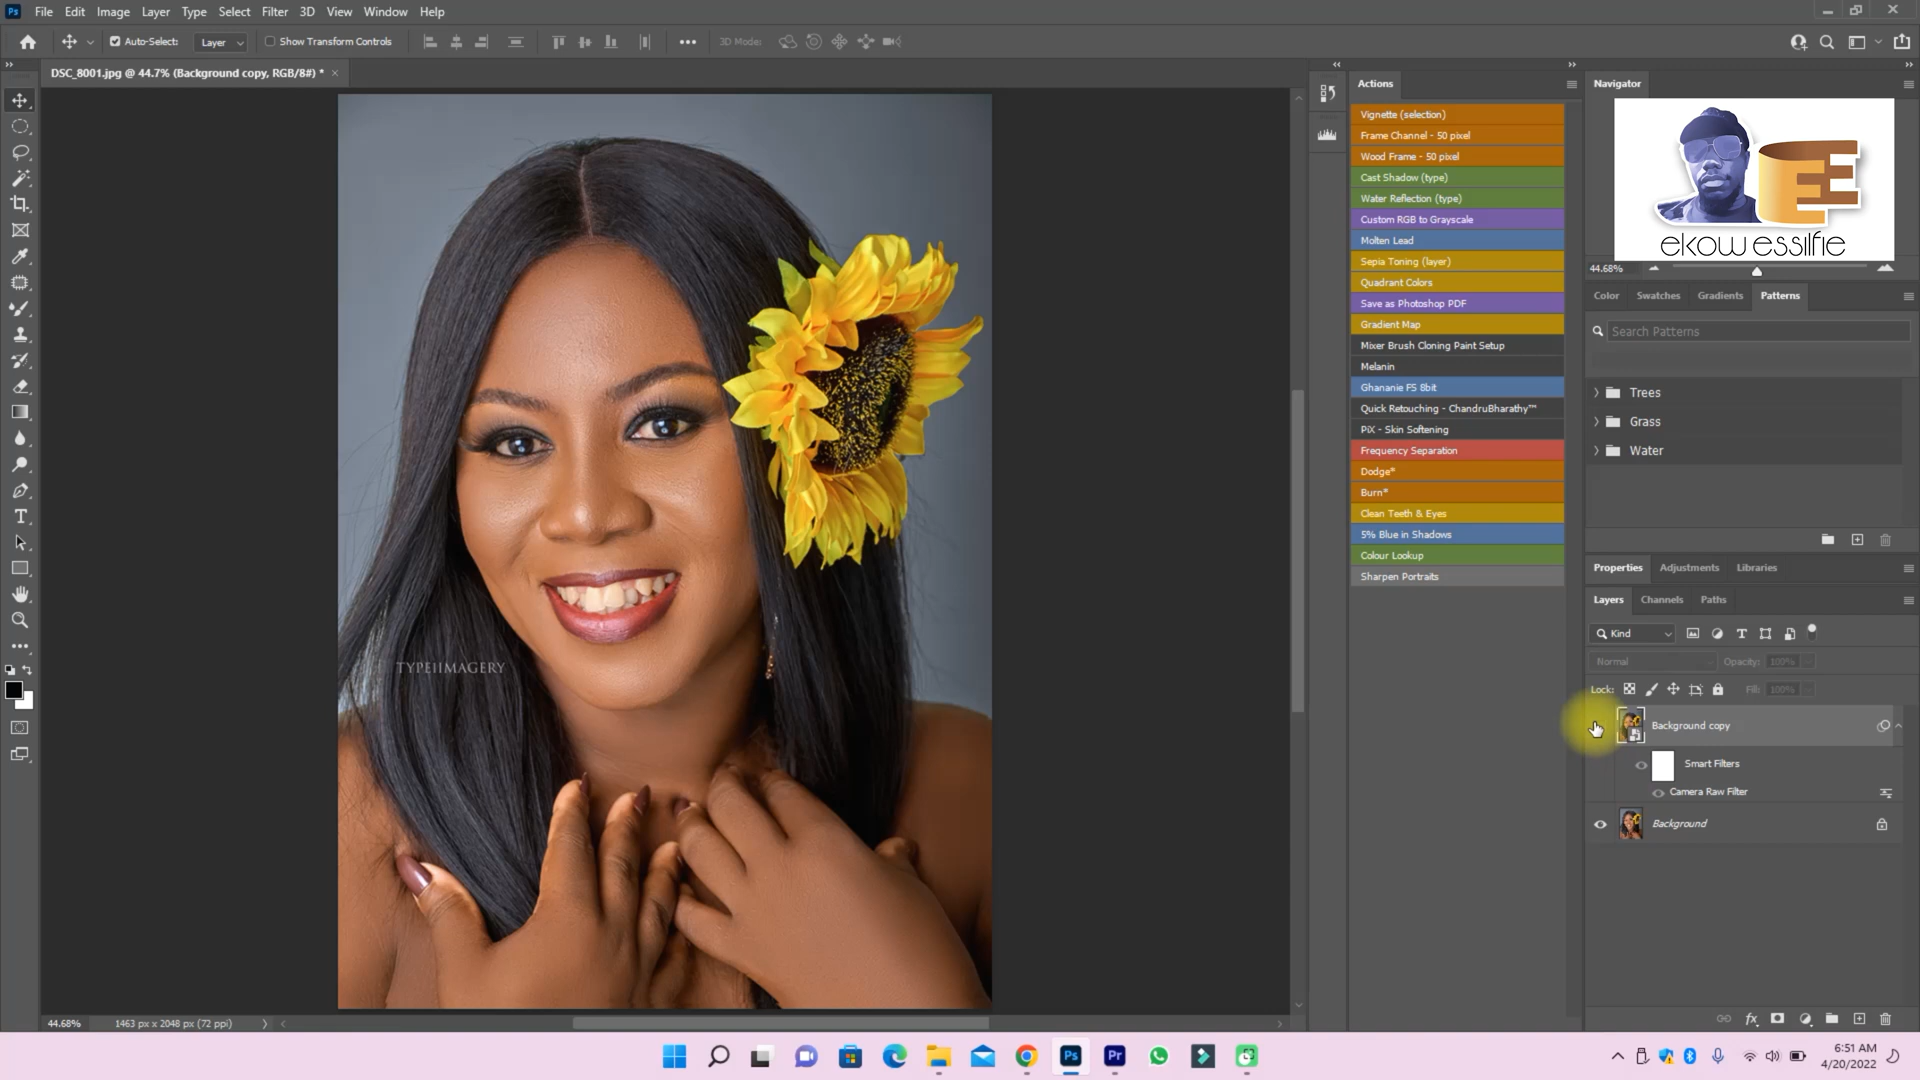 Ps File Edit Image Layer Type Select Filter 3D View Window Help
Auto-Select: Layer Show Transform Controls 3D Mode:
DSC_8001.jpg @ 44.7% (Background copy, RGB/8#) *
TYPEIIMAGERY
44.68% 1463 px x 2048 px (72 ppi)
Actions
Vignette (selection)
Frame Channel - 50 pixel
Wood Frame - 50 pixel
Cast Shadow (type)
Water Reflection (type)
Custom RGB to Grayscale
Molten Lead
Sepia Toning (layer)
Quadrant Colors
Save as Photoshop PDF
Gradient Map
Mixer Brush Cloning Paint Setup
Melanin
Ghananie FS 8bit
Quick Retouching - ChandruBharathy™
PiX - Skin Softening
Frequency Separation
Dodge*
Burn*
Clean Teeth & Eyes
5% Blue in Shadows
Colour Lookup
Sharpen Portraits
Navigator
ekow essilfie
44.68%
Color Swatches Gradients Patterns
Search Patterns
Trees
Grass
Water
Properties Adjustments Libraries
Layers Channels Paths
Kind
Normal Opacity: 100%
Lock: Fill: 100%
Background copy
Smart Filters
Camera Raw Filter
Background
fx
Ps Pr
6:51 AM
4/20/2022